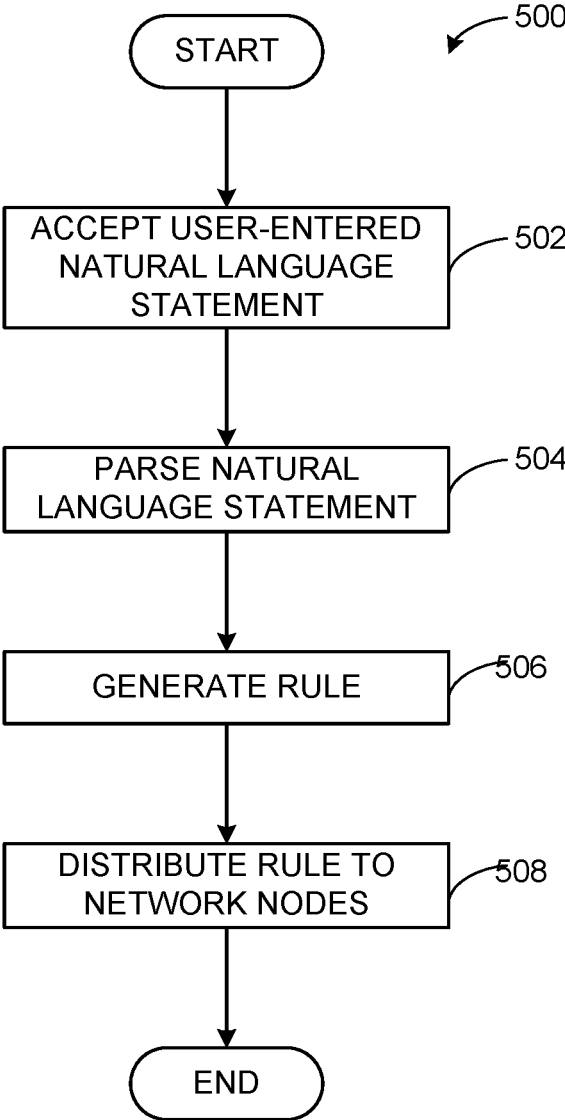 500
START
ACCEPT USER-ENTERED
NATURAL LANGUAGE
STATEMENT
502
PARSE NATURAL
LANGUAGE STATEMENT
504
GENERATE RULE
506
DISTRIBUTE RULE TO
NETWORK NODES
508
END